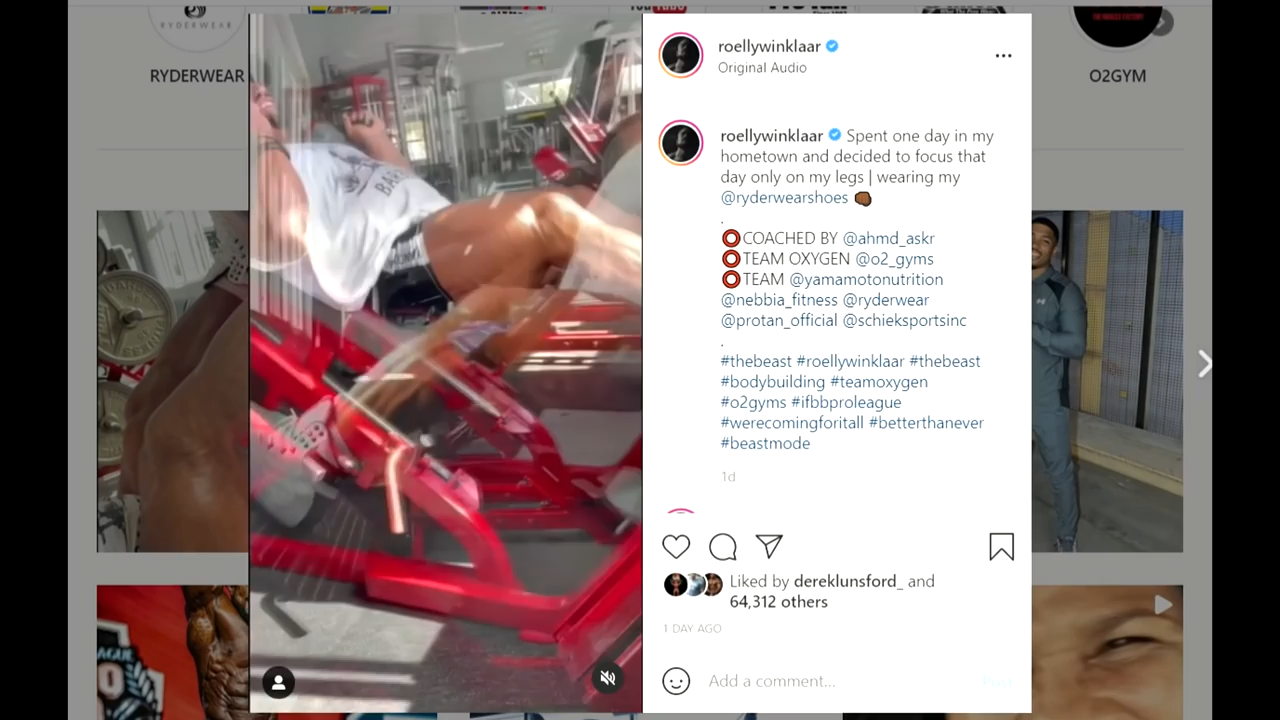 RYDERWEAR
RYDERWEAR
O2GYM
roellywinklaar
Original Audio
roellywinklaar Spent one day in my
hometown and decided to focus that
day only on my legs | wearing my
@ryderwearshoes
.
COACHED BY @ahmd_askr
TEAM OXYGEN @o2_gyms
TEAM @yamamotonutrition
@nebbia_fitness @ryderwear
@protan_official @schieksportsinc
.
#thebeast #roellywinklaar #thebeast
#bodybuilding #teamoxygen
#o2gyms #ifbbproleague
#werecomingforitall #betterthanever
#beastmode
1d
Liked by dereklunsford_ and
64,312 others
1 DAY AGO
Add a comment...
Post